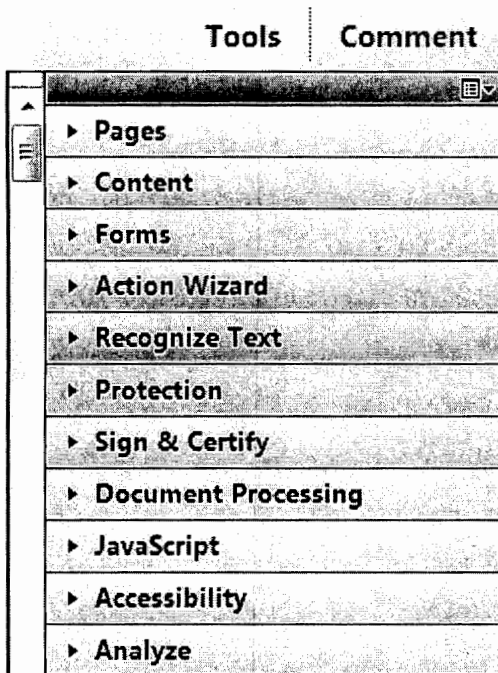 Tools Comment
Pages
Content
Forms
Action Wizard
Recognize Text
Protection
Sign & Certify
Document Processing
JavaScript
Accessibility
Analyze